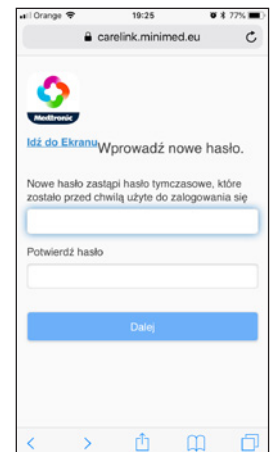 Orange 19:25 77%
carelink.minimed.eu
Medtronic
Idź do Ekranu
Wprowadź nowe hasło.
Nowe hasło zastąpi hasło tymczasowe, które
zostało przed chwilą użyte do zalogowania się
Potwierdź hasło
Dalej